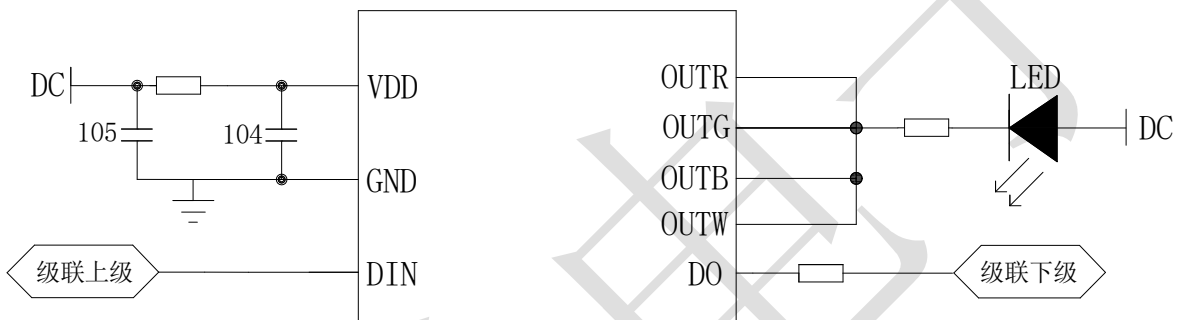 DC
105
104
VDD
GND
级联上级
DIN
OUTR
OUTG
OUTB
OUTW
DO
LED
DC
级联下级